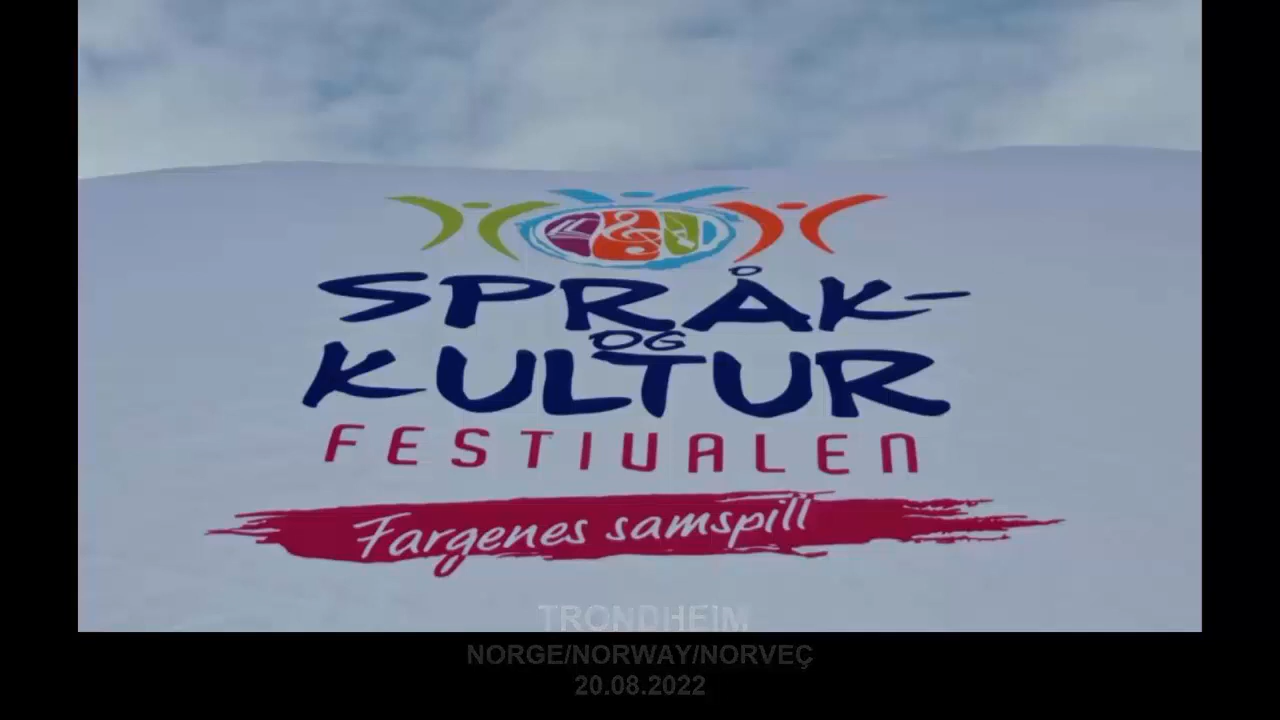 SPRÅK-
OG
KULTUR
FESTIVALEN
Fargenes samspill
TRONDHEIM
NORGE/NORWAY/NORVEÇ
20.08.2022